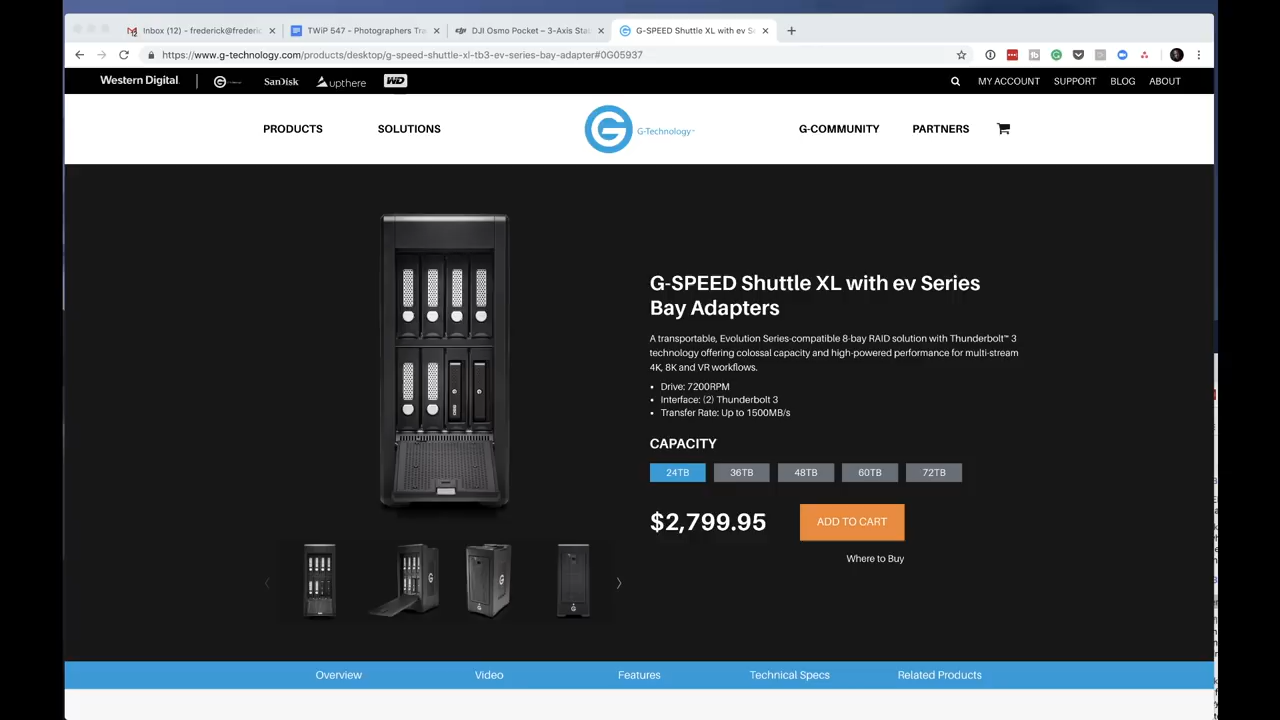 Inbox (12) - frederick@frederic
TWiP 547 - Photographers Tra
DJI Osmo Pocket – 3-Axis Sta
G-SPEED Shuttle XL with ev Se
https://www.g-technology.com/products/desktop/g-speed-shuttle-xl-tb3-ev-series-bay-adapter#0G05937
Western Digital.
SanDisk
upthere
WD
MY ACCOUNT
SUPPORT
BLOG
ABOUT
PRODUCTS
SOLUTIONS
G-Technology™
G-COMMUNITY
PARTNERS
G-SPEED Shuttle XL with ev Series
Bay Adapters
A transportable, Evolution Series-compatible 8-bay RAID solution with Thunderbolt™ 3
technology offering colossal capacity and high-powered performance for multi-stream
4K, 8K and VR workflows.
• Drive: 7200RPM
• Interface: (2) Thunderbolt 3
• Transfer Rate: Up to 1500MB/s
CAPACITY
24TB
36TB
48TB
60TB
72TB
$2,799.95
ADD TO CART
Where to Buy
Overview
Video
Features
Technical Specs
Related Products